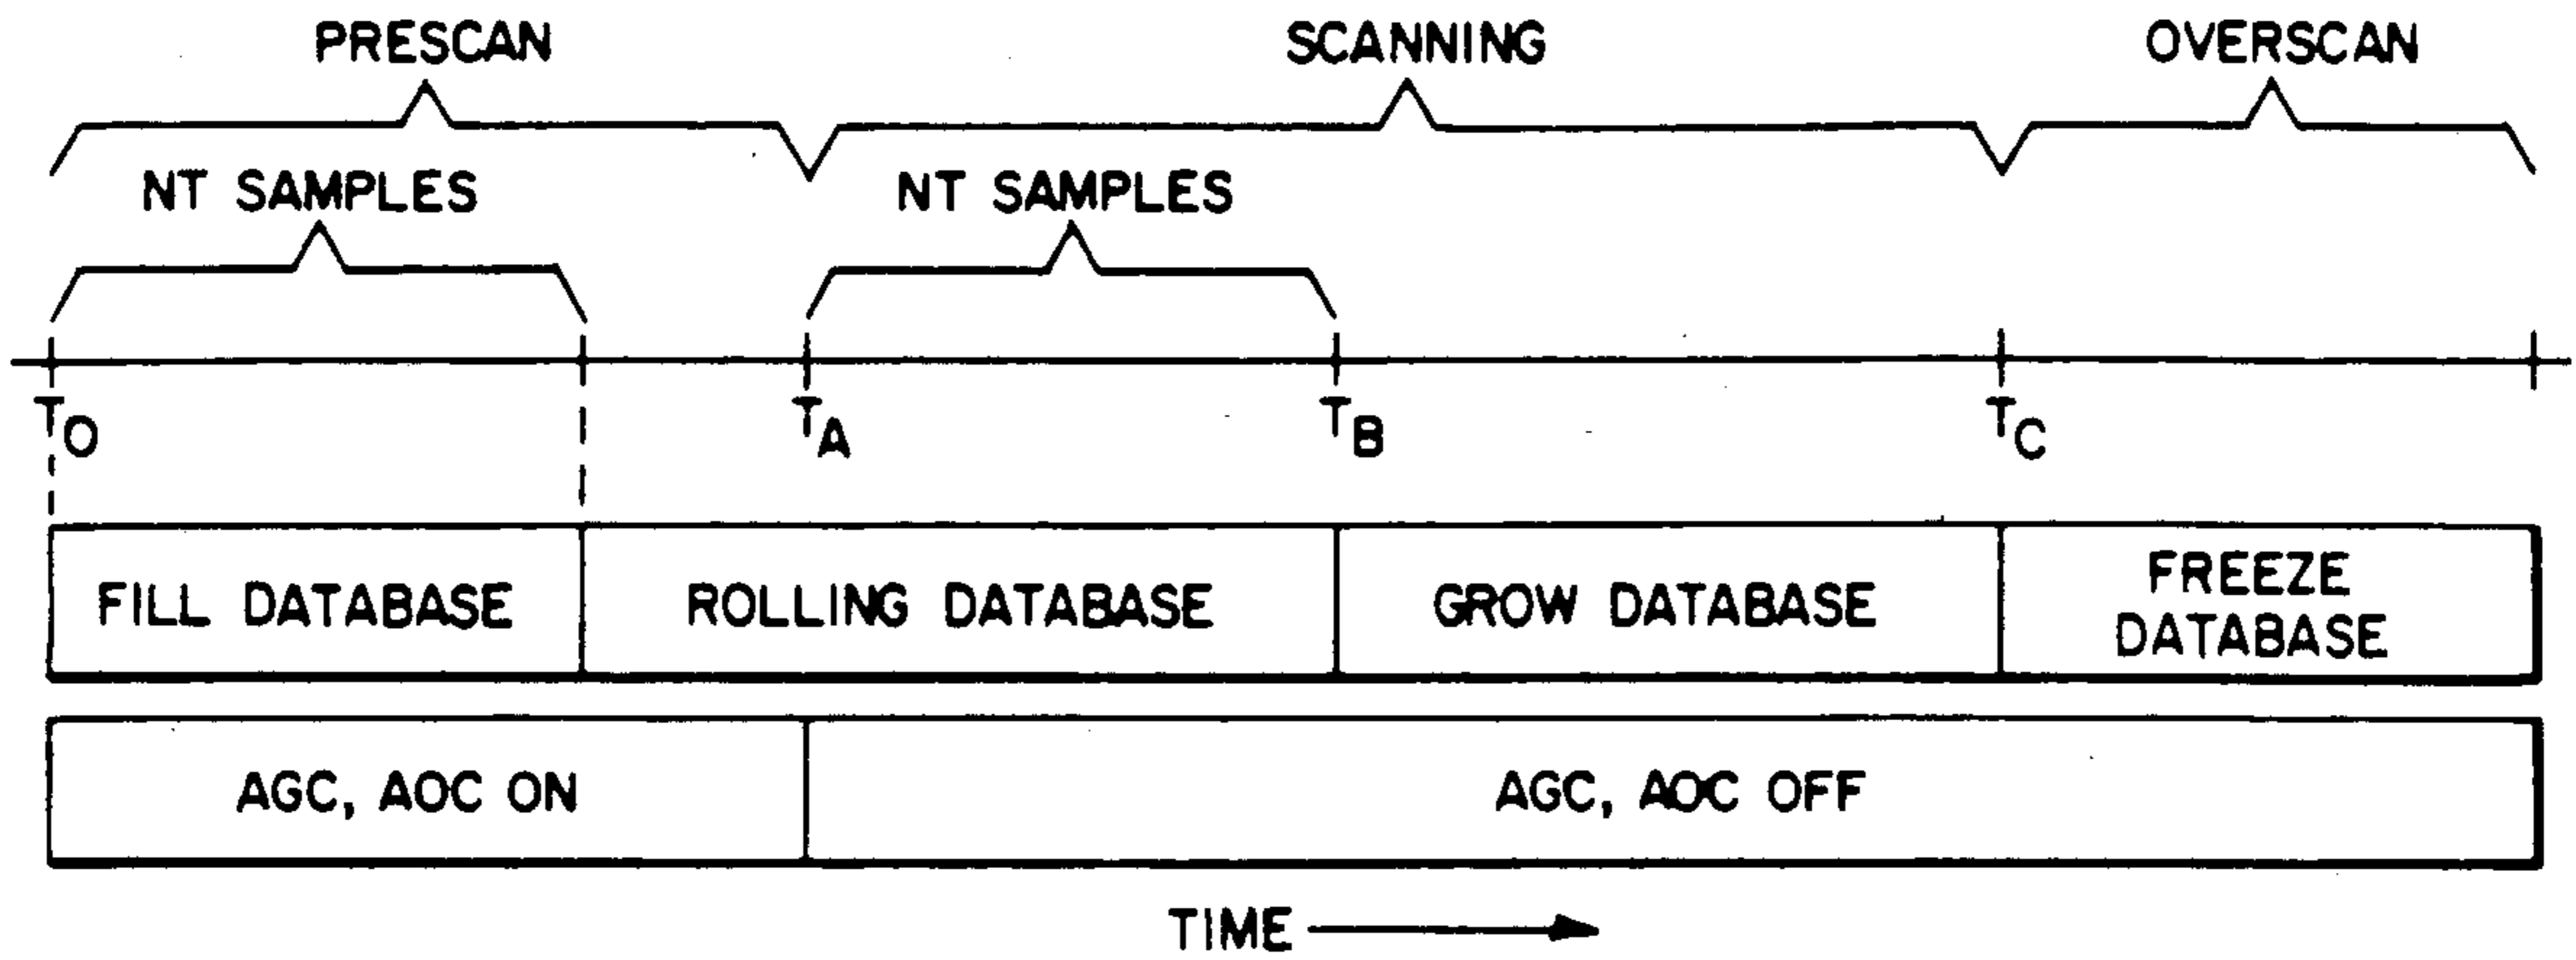 PRESCAN SCANNING OVERSCAN
NT SAMPLES NT SAMPLES
TO TA TB TC
FILL DATABASE ROLLING DATABASE GROW DATABASE FREEZE DATABASE
AGC, AOC ON AGC, AOC OFF
TIME